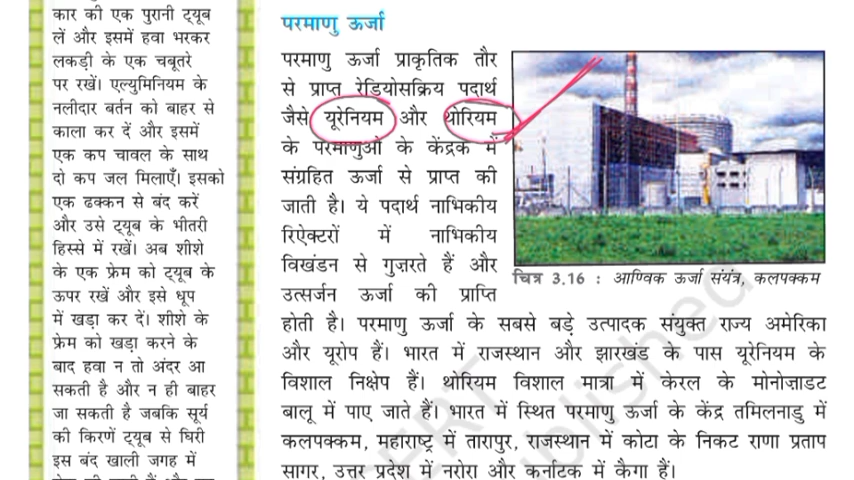 कार की एक पुरानी ट्यूब
लें और इसमें हवा भरकर
लकड़ी के एक चबूतरे
पर रखें। एल्युमिनियम के
नलीदार बर्तन को बाहर से
काला कर दें और इसमें
एक कप चावल के साथ
दो कप जल मिलाएँ। इसको
एक ढक्कन से बंद करें
और उसे ट्यूब के भीतरी
हिस्से में रखें। अब शीशे
के एक फ्रेम को ट्यूब के
ऊपर रखें और इसे धूप
में खड़ा कर दें। शीशे के
फ्रेम को खड़ा करने के
बाद हवा न तो अंदर आ
सकती है और न ही बाहर
जा सकती है जबकि सूर्य
की किरणें ट्यूब से घिरी
इस बंद खाली जगह में
परमाणु ऊर्जा
परमाणु ऊर्जा प्राकृतिक तौर
से प्राप्त रेडियोसक्रिय पदार्थ
जैसे यूरेनियम और थोरियम
के परमाणुओं के केंद्रक में
संग्रहित ऊर्जा से प्राप्त की
जाती है। ये पदार्थ नाभिकीय
रिऐक्टरों में नाभिकीय
विखंडन से गुज़रते हैं और
उत्सर्जन ऊर्जा की प्राप्ति
होती है। परमाणु ऊर्जा के सबसे बड़े उत्पादक संयुक्त राज्य अमेरिका
और यूरोप हैं। भारत में राजस्थान और झारखंड के पास यूरेनियम के
विशाल निक्षेप हैं। थोरियम विशाल मात्रा में केरल के मोनोज़ाइट
बालू में पाए जाते हैं। भारत में स्थित परमाणु ऊर्जा के केंद्र तमिलनाडु में
कलपक्कम, महाराष्ट्र में तारापुर, राजस्थान में कोटा के निकट राणा प्रताप
सागर, उत्तर प्रदेश में नरोरा और कर्नाटक में कैगा हैं।
चित्र 3.16 : आण्विक ऊर्जा संयंत्र, कलपक्कम